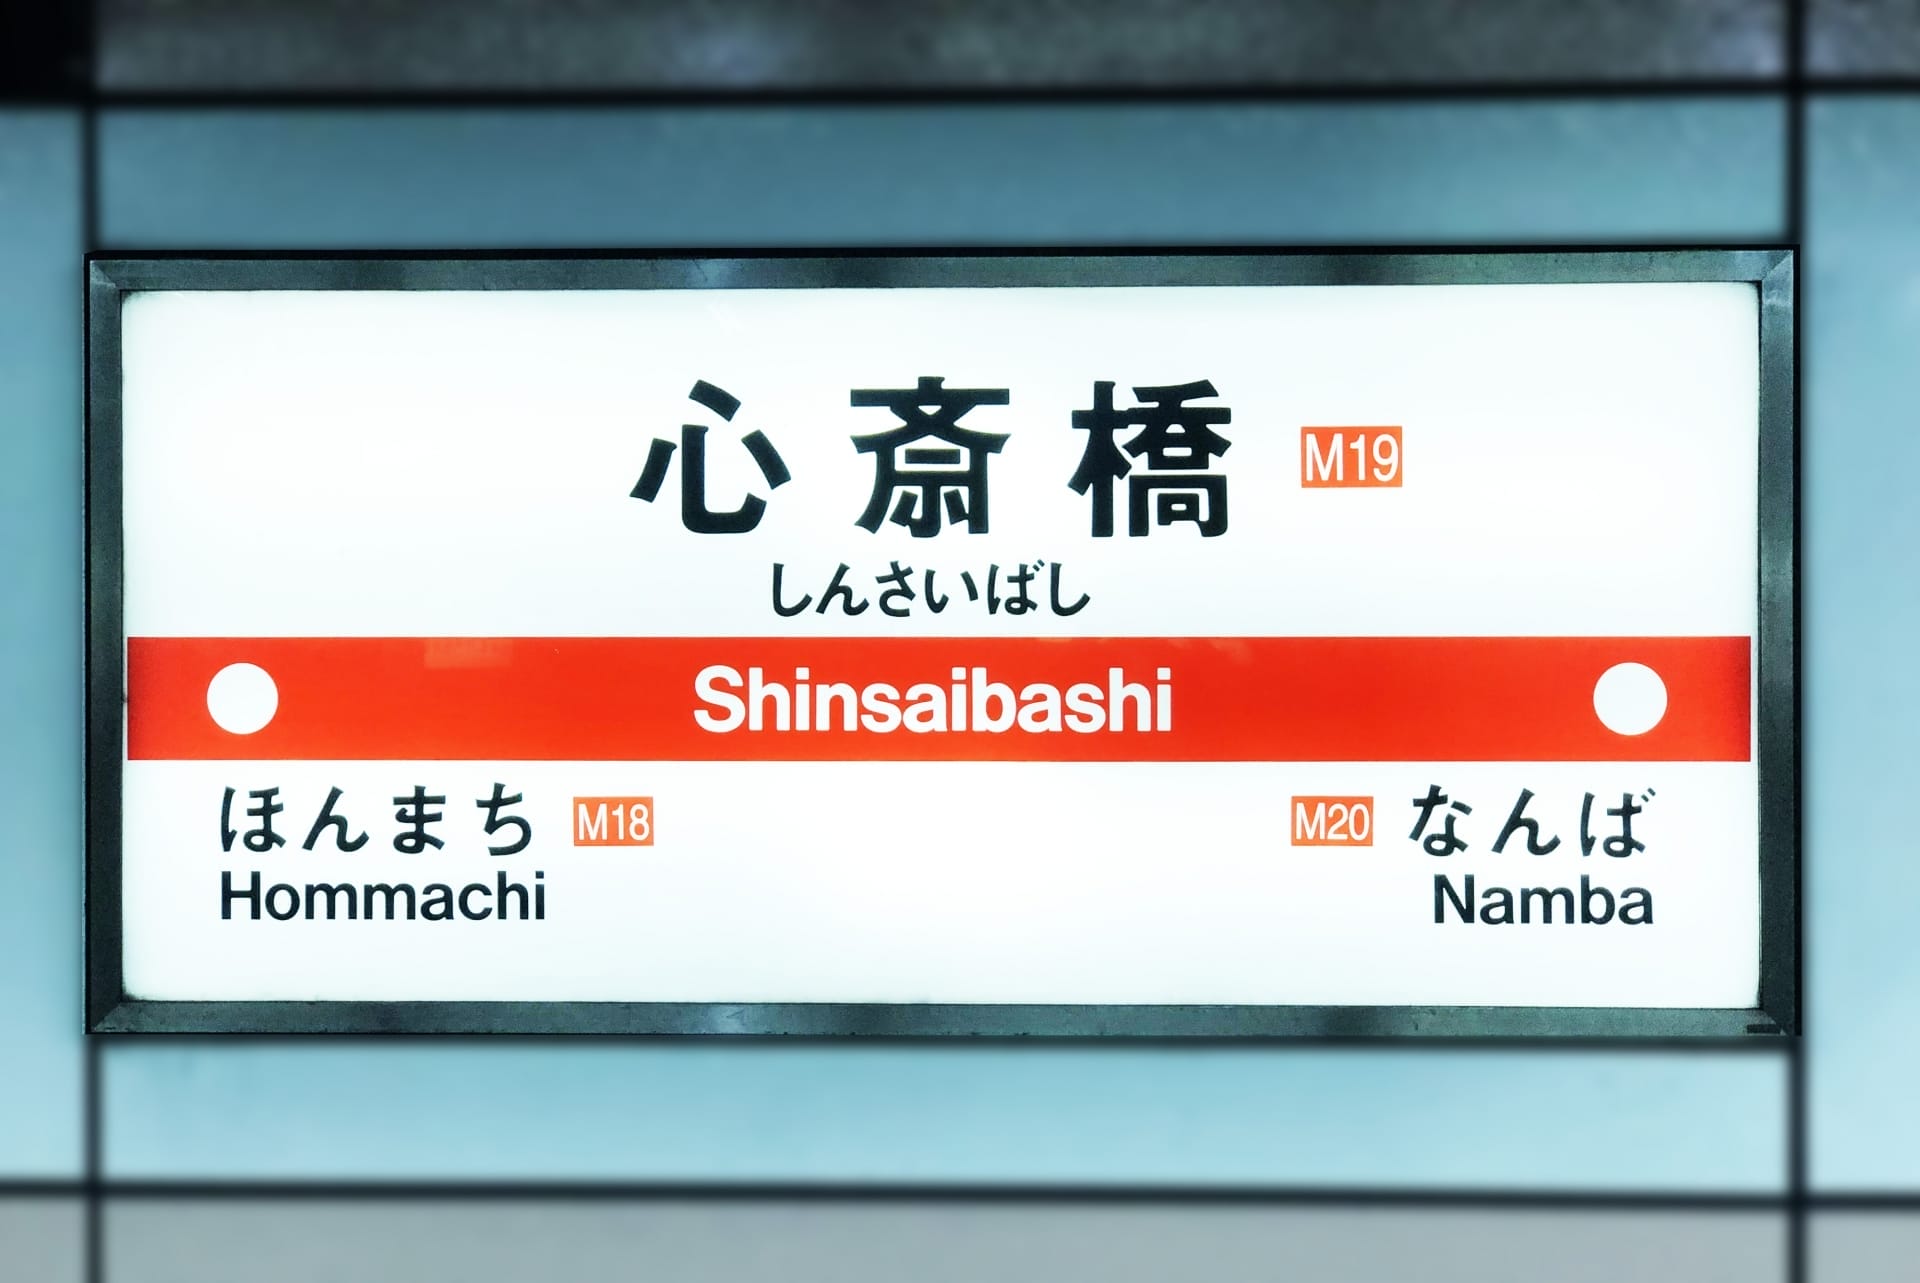 心斎橋 M19
しんさいばし
Shinsaibashi
ほんまち M18
Hommachi
M20 なんば
Namba